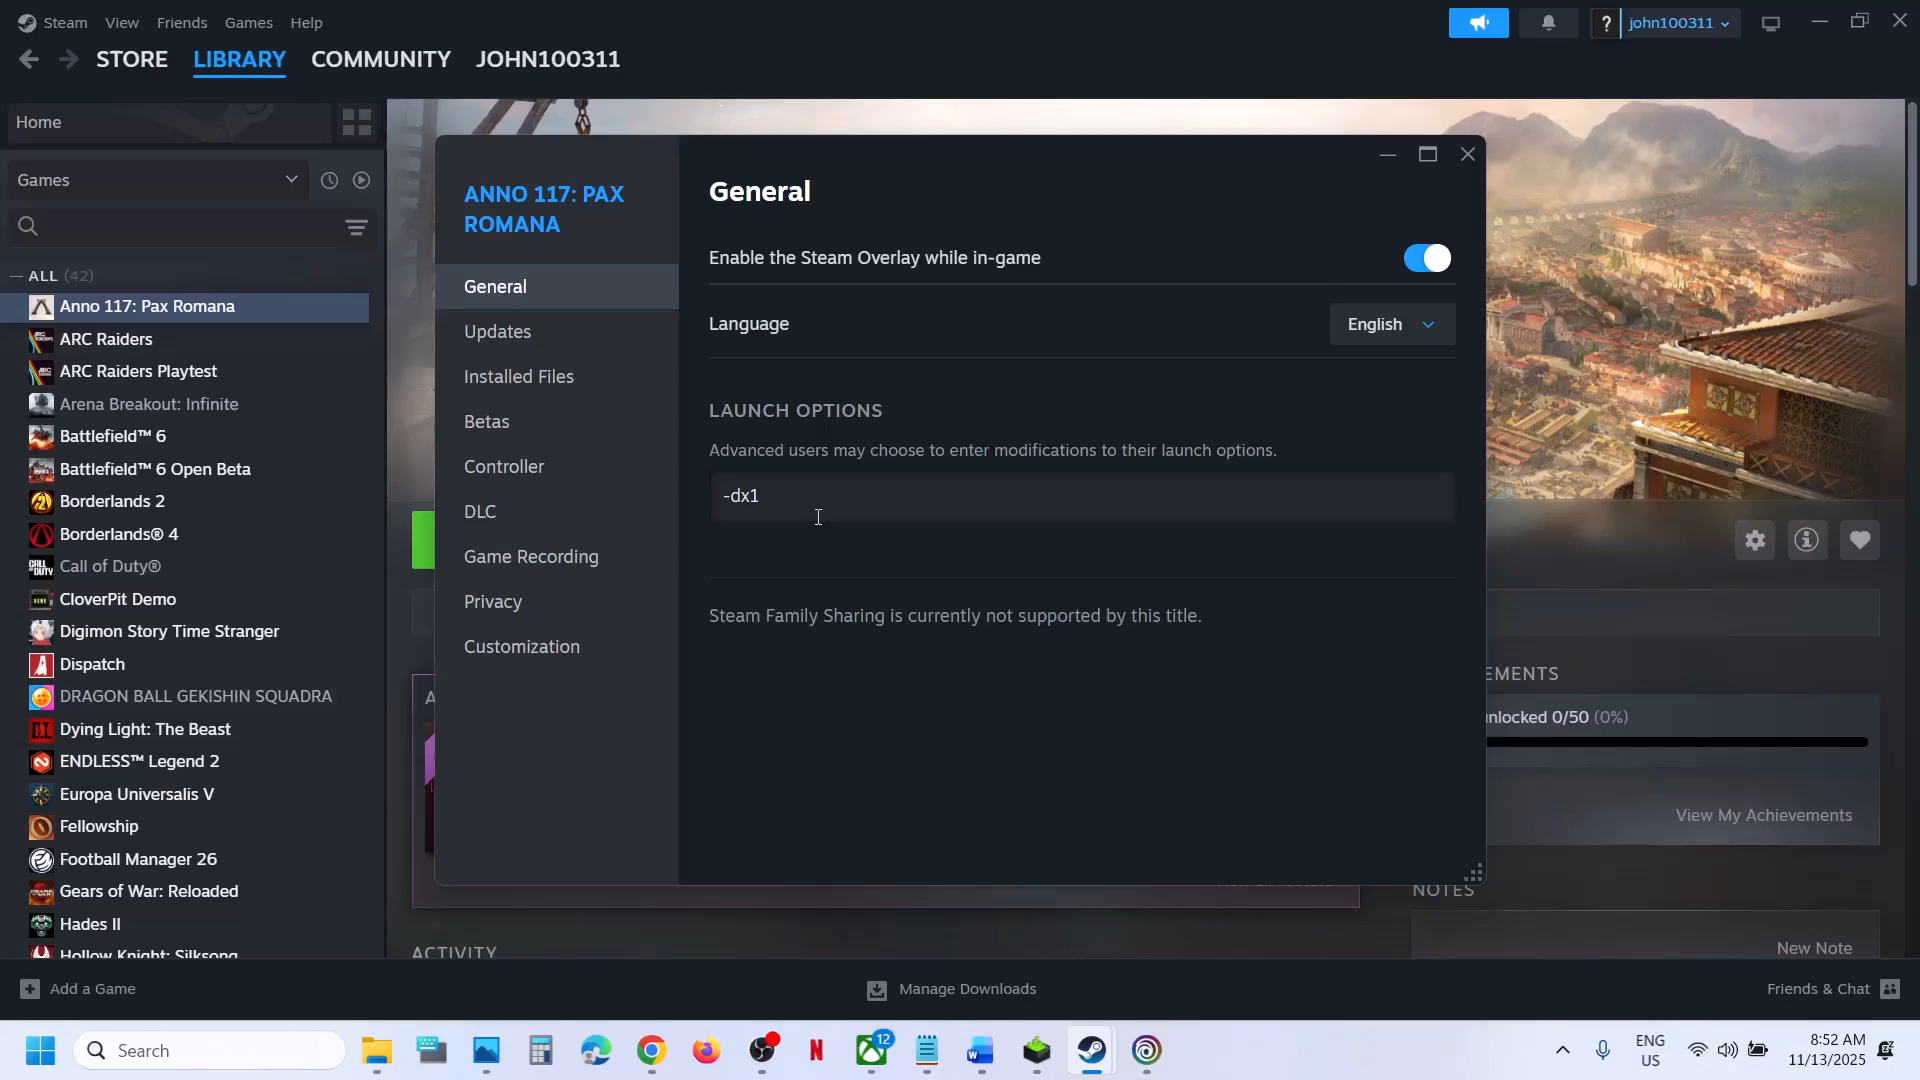 Steam View Friends Games Help
? john100311
STORE LIBRARY COMMUNITY JOHN100311
Home
Games
ALL (42)
Anno 117: Pax Romana
ARC Raiders
ARC Raiders Playtest
Arena Breakout: Infinite
Battlefield™ 6
Battlefield™ 6 Open Beta
Borderlands 2
Borderlands® 4
Call of Duty®
CloverPit Demo
Digimon Story Time Stranger
Dispatch
DRAGON BALL GEKISHIN SQUADRA
Dying Light: The Beast
ENDLESS™ Legend 2
Europa Universalis V
Fellowship
Football Manager 26
Gears of War: Reloaded
Hades II
Hollow Knight: Silksong
ANNO 117: PAX
ROMANA
General
Updates
Installed Files
Betas
Controller
DLC
Game Recording
Privacy
Customization
General
Enable the Steam Overlay while in-game
Language
English
LAUNCH OPTIONS
Advanced users may choose to enter modifications to their launch options.
-dx1
Steam Family Sharing is currently not supported by this title.
EMENTS
nlocked 0/50 (0%)
View My Achievements
NOTES
New Note
ACTIVITY
Add a Game
Manage Downloads
Friends & Chat
Search
12
ENG
US
8:52 AM
11/13/2025